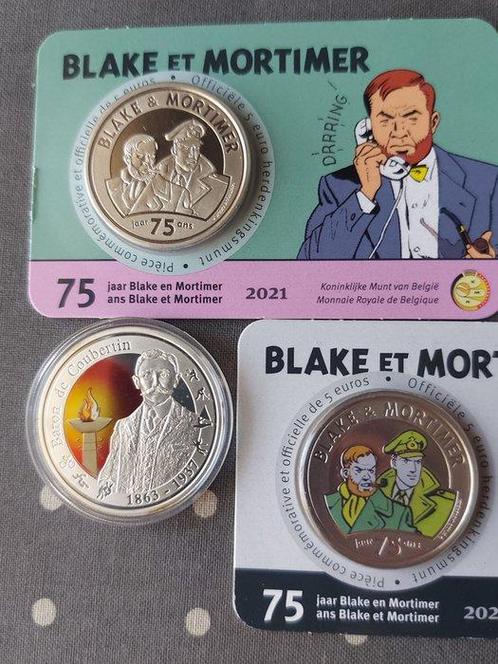 BLAKE ET MORTIMER
Pièce commémorative et officielle de 5 euros • Officiële 5 euro herdenkingsmunt •
BLAKE & MORTIMER
jaar 75 ans
DRRRING!
75 jaar Blake en Mortimer
ans Blake et Mortimer
2021
Koninklijke Munt van België
Monnaie Royale de Belgique
Baron de Coubertin
1863 - 1937
BLAKE ET MORT
Pièce commémorative et officielle de 5 euros • Officiële 5 euro herdenkingsmunt •
BLAKE & MORTIMER
jaar 75 ans
75 jaar Blake en Mortimer
ans Blake et Mortimer
202